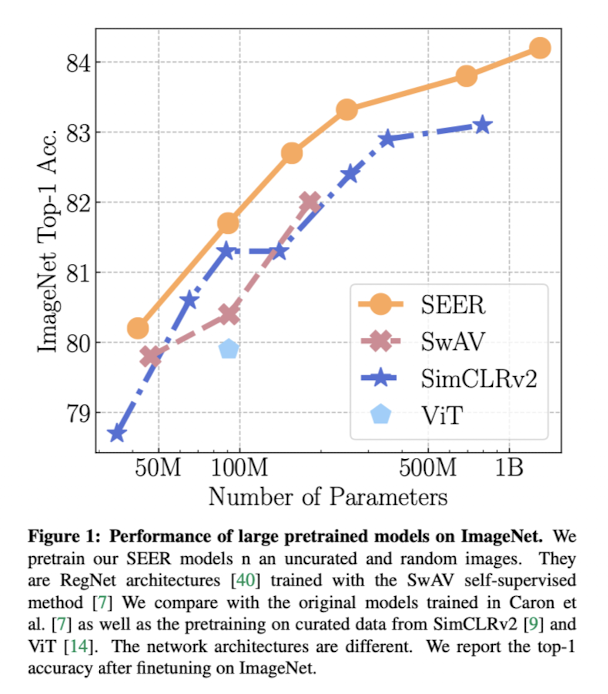 84
83
82
81
80
79
ImageNet Top-1 Acc.
SEER
SwAV
SimCLRv2
ViT
50M 100M 500M 1B
Number of Parameters
Figure 1: Performance of large pretrained models on ImageNet. We
pretrain our SEER models n an uncurated and random images. They
are RegNet architectures [40] trained with the SwAV self-supervised
method [7] We compare with the original models trained in Caron et
al. [7] as well as the pretraining on curated data from SimCLRv2 [9] and
ViT [14]. The network architectures are different. We report the top-1
accuracy after finetuning on ImageNet.